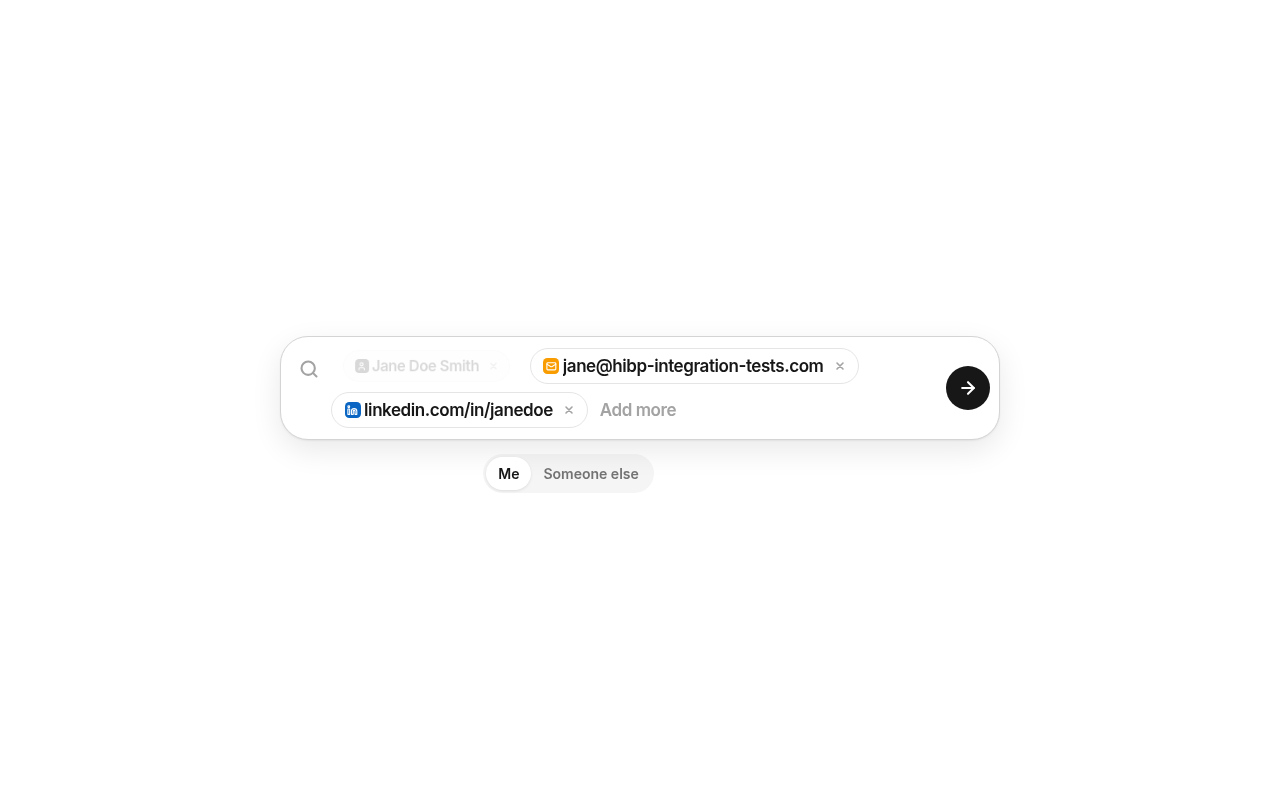 Jane Doe Smith jane@hibp-integration-tests.com
linkedin.com/in/janedoe Add more
Me Someone else